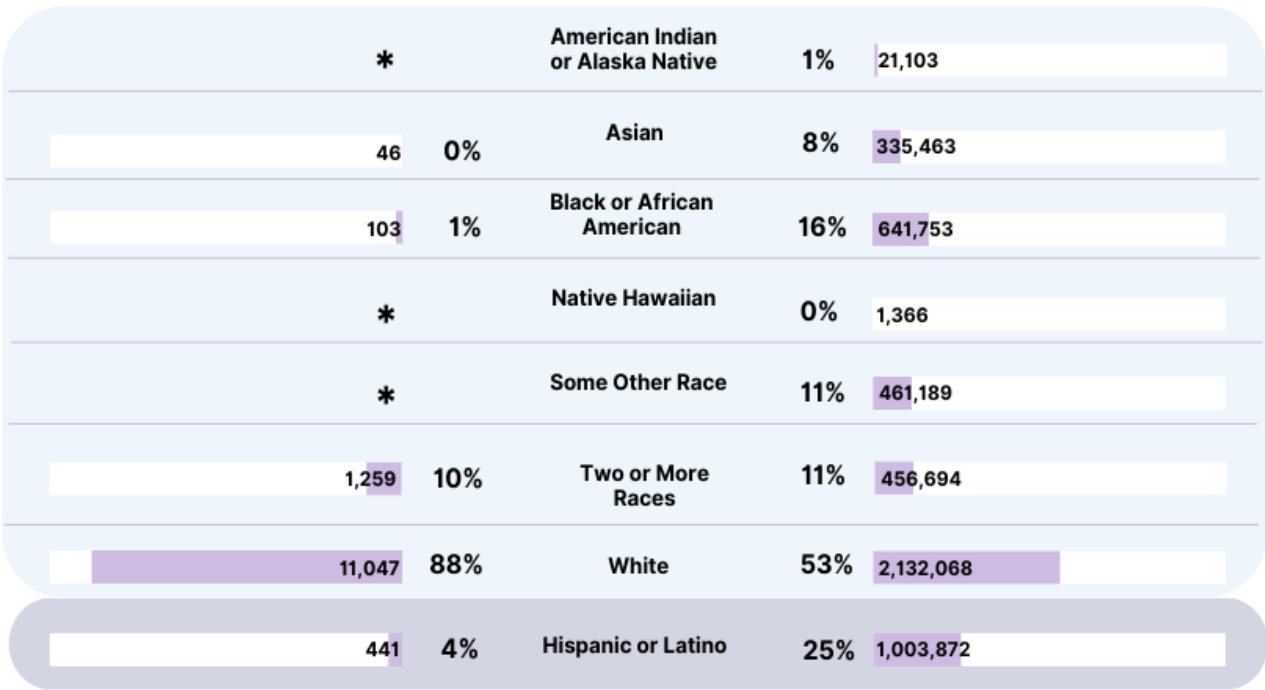 American Indian
or Alaska Native
* 1% 21,103
Asian
46 0% 8% 335,463
Black or African
American
103 1% 16% 641,753
Native Hawaiian
* 0% 1,366
Some Other Race
* 11% 461,189
Two or More
Races
1,259 10% 11% 456,694
11,047 88% White 53% 2,132,068
441 4% Hispanic or Latino 25% 1,003,872